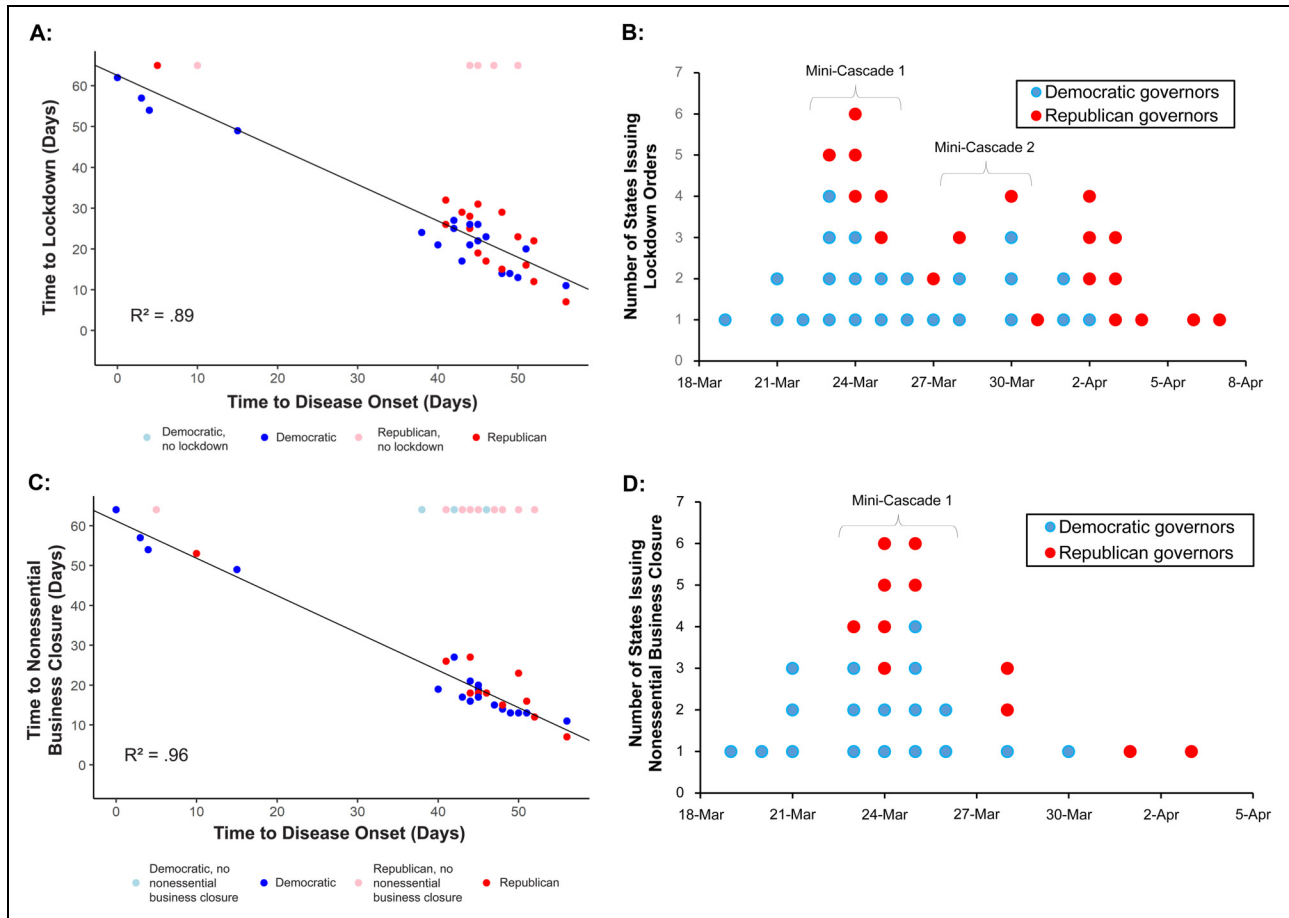 A:
Time to Lockdown (Days)
60
50
40
30
20
10
0
R² = .89
0
10
20
30
40
50
Time to Disease Onset (Days)
Democratic,
no lockdown
Democratic
Republican,
no lockdown
Republican
B:
Number of States Issuing
Lockdown Orders
7
6
5
4
3
2
1
0
Mini-Cascade 1
Mini-Cascade 2
Democratic governors
Republican governors
18-Mar
21-Mar
24-Mar
27-Mar
30-Mar
2-Apr
5-Apr
8-Apr
C:
Time to Nonessential
Business Closure (Days)
60
50
40
30
20
10
0
R² = .96
0
10
20
30
40
50
Time to Disease Onset (Days)
Democratic, no
nonessential
business closure
Democratic
Republican, no
nonessential
business closure
Republican
D:
Number of States Issuing
Nonessential Business Closure
7
6
5
4
3
2
1
0
Mini-Cascade 1
Democratic governors
Republican governors
18-Mar
21-Mar
24-Mar
27-Mar
30-Mar
2-Apr
5-Apr